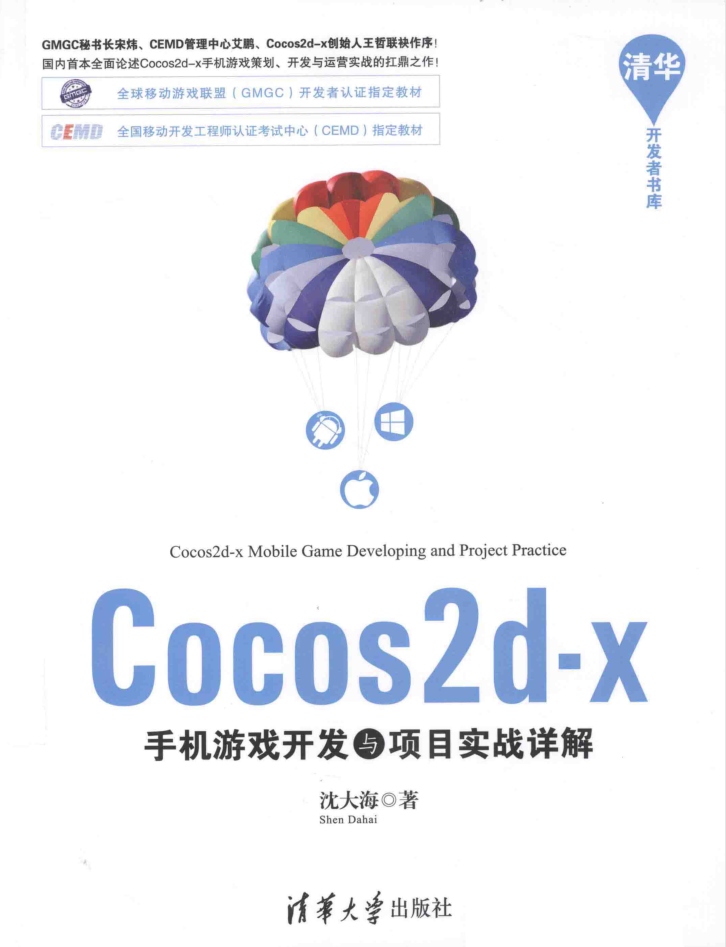 GMGC秘书长宋炜、CEMD管理中心艾鹏、Cocos2d-x创始人王哲联袂作序！
国内首本全面论述Cocos2d-x手机游戏策划、开发与运营实战的扛鼎之作！
GMGC
全球移动游戏联盟（GMGC）开发者认证指定教材
CEMD
全国移动开发工程师认证考试中心（CEMD）指定教材
清华
开发者书库
Cocos2d-x Mobile Game Developing and Project Practice
Cocos2d-x
手机游戏开发与项目实战详解
沈大海◎著
Shen Dahai
清华大学出版社